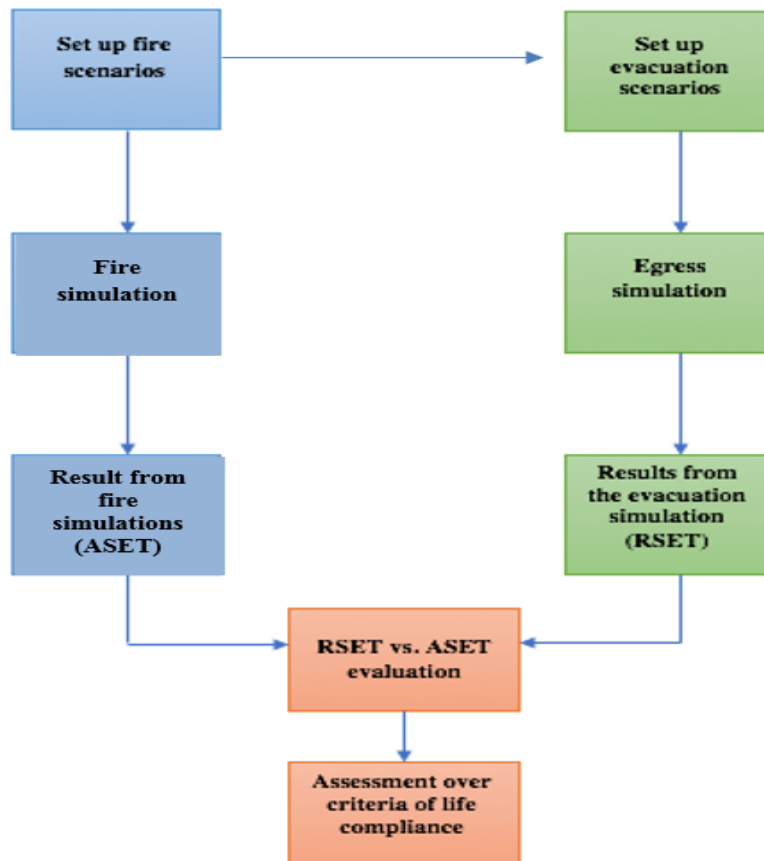 Set up fire
scenarios
Set up
evacuation
scenarios
Fire
simulation
Egress
simulation
Result from
fire
simulations
(ASET)
Results from
the evacuation
simulation
(RSET)
RSET vs. ASET
evaluation
Assessment over
criteria of life
compliance